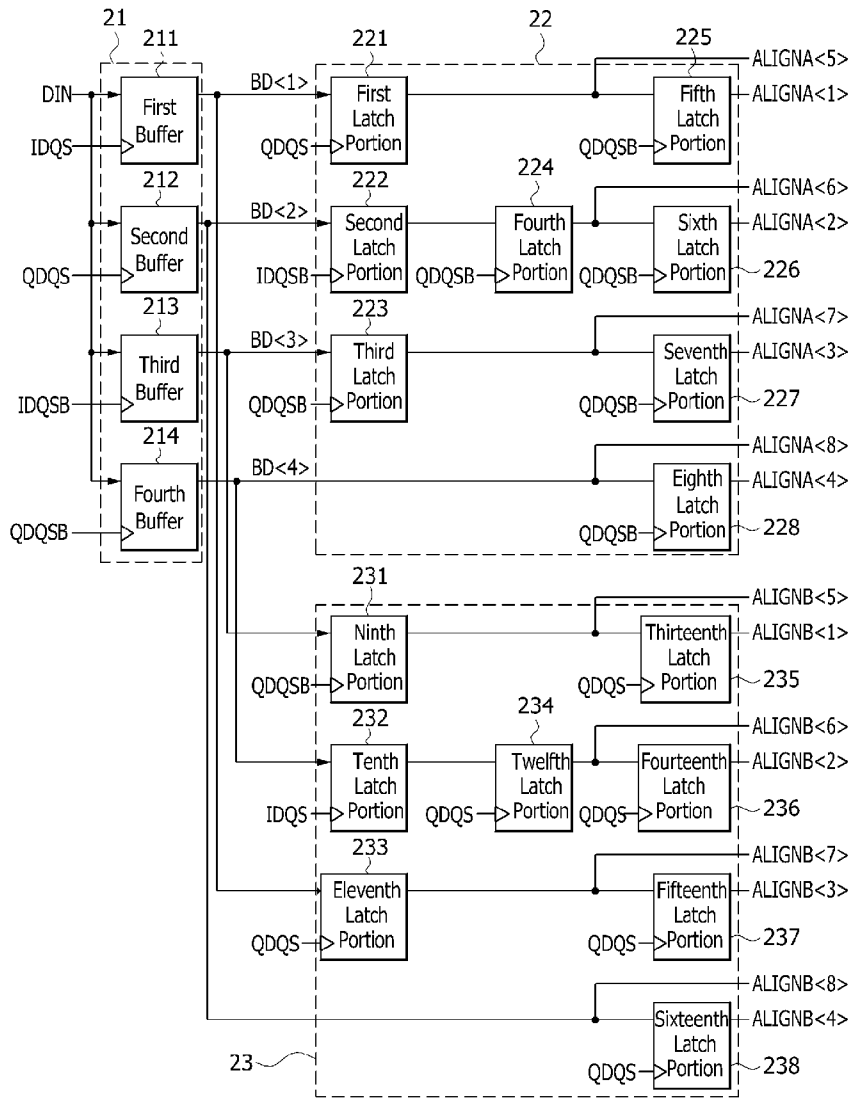 21
211
22
221
225
ALIGNA<5>
DIN
First
Buffer
BD<1>
First
Latch
Portion
Fifth
Latch
Portion
ALIGNA<1>
IDQS
QDQS
QDQSB
212
222
224
ALIGNA<6>
Second
Buffer
BD<2>
Second
Latch
Portion
Fourth
Latch
Portion
Sixth
Latch
Portion
ALIGNA<2>
QDQS
IDQSB
QDQSB
QDQSB
226
213
223
ALIGNA<7>
Third
Buffer
BD<3>
Third
Latch
Portion
Seventh
Latch
Portion
ALIGNA<3>
IDQSB
QDQSB
QDQSB
227
214
ALIGNA<8>
Fourth
Buffer
BD<4>
Eighth
Latch
Portion
ALIGNA<4>
QDQSB
QDQSB
228
231
ALIGNB<5>
Ninth
Latch
Portion
Thirteenth
Latch
Portion
ALIGNB<1>
QDQSB
QDQS
235
232
234
ALIGNB<6>
Tenth
Latch
Portion
Twelfth
Latch
Portion
Fourteenth
Latch
Portion
ALIGNB<2>
IDQS
QDQS
QDQS
236
233
ALIGNB<7>
Eleventh
Latch
Portion
Fifteenth
Latch
Portion
ALIGNB<3>
QDQS
QDQS
237
ALIGNB<8>
Sixteenth
Latch
Portion
ALIGNB<4>
23
QDQS
238